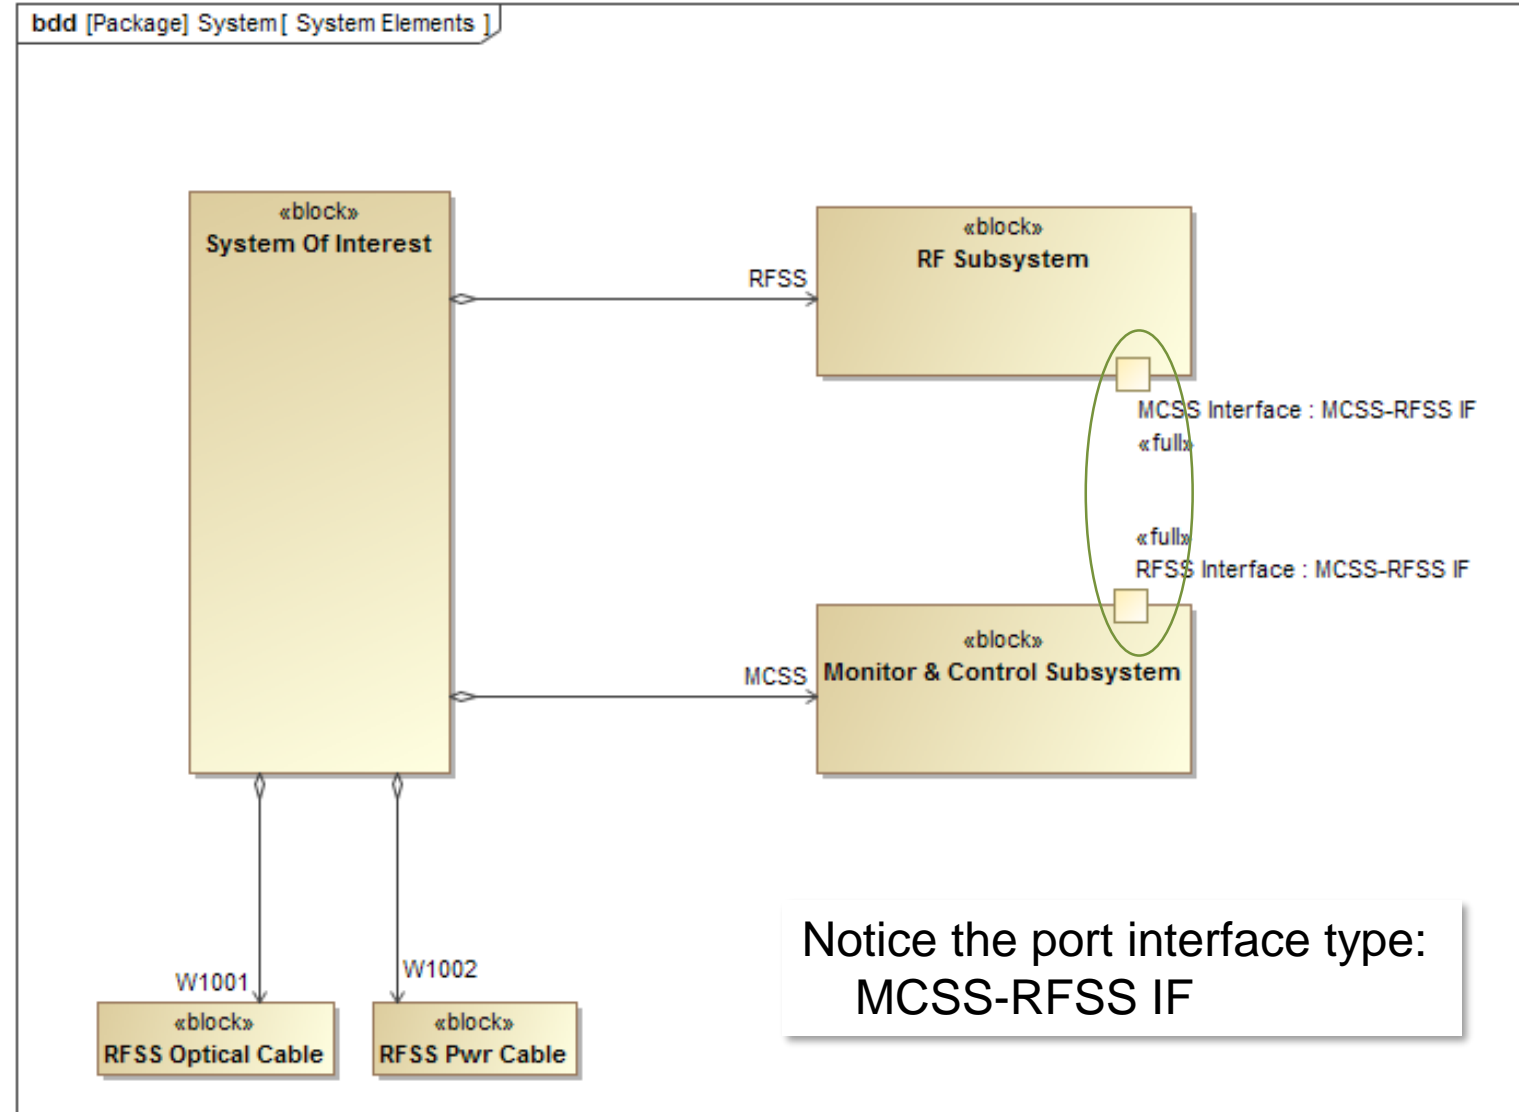 bdd [Package] System [ System Elements ]
«block»
System Of Interest
«block»
RF Subsystem
RFSS
MCSS Interface : MCSS-RFSS IF
«full»
«full»
RFSS Interface : MCSS-RFSS IF
«block»
Monitor & Control Subsystem
MCSS
W1001
W1002
«block»
RFSS Optical Cable
«block»
RFSS Pwr Cable
Notice the port interface type:
MCSS-RFSS IF